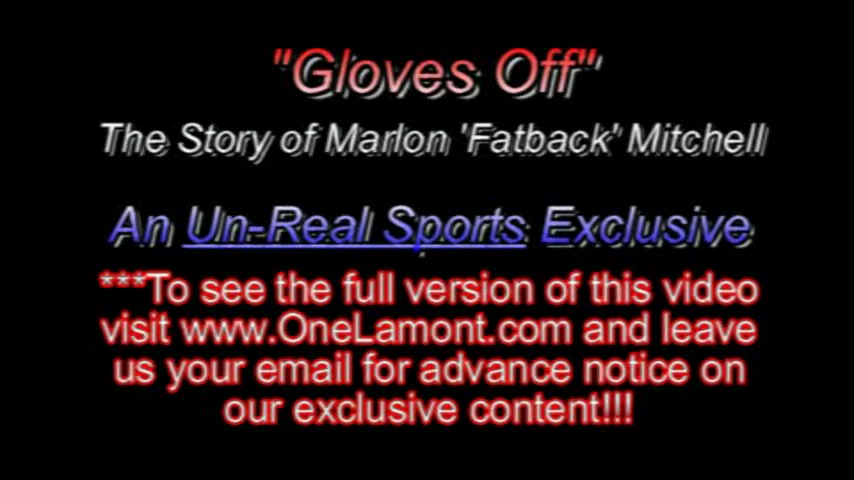 "Gloves Off"
The Story of Marlon 'Fatback' Mitchell
An Un-Real Sports Exclusive
***To see the full version of this video
visit www.OneLamont.com and leave
us your email for advance notice on
our exclusive content!!!